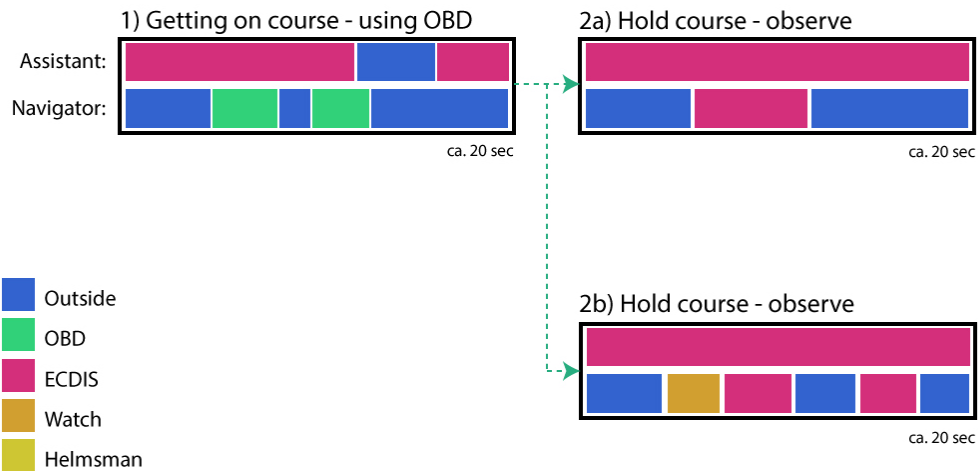 1) Getting on course - using OBD
2a) Hold course - observe
Assistant:
Navigator:
ca. 20 sec
ca. 20 sec
Outside
OBD
ECDIS
Watch
Helmsman
2b) Hold course - observe
ca. 20 sec